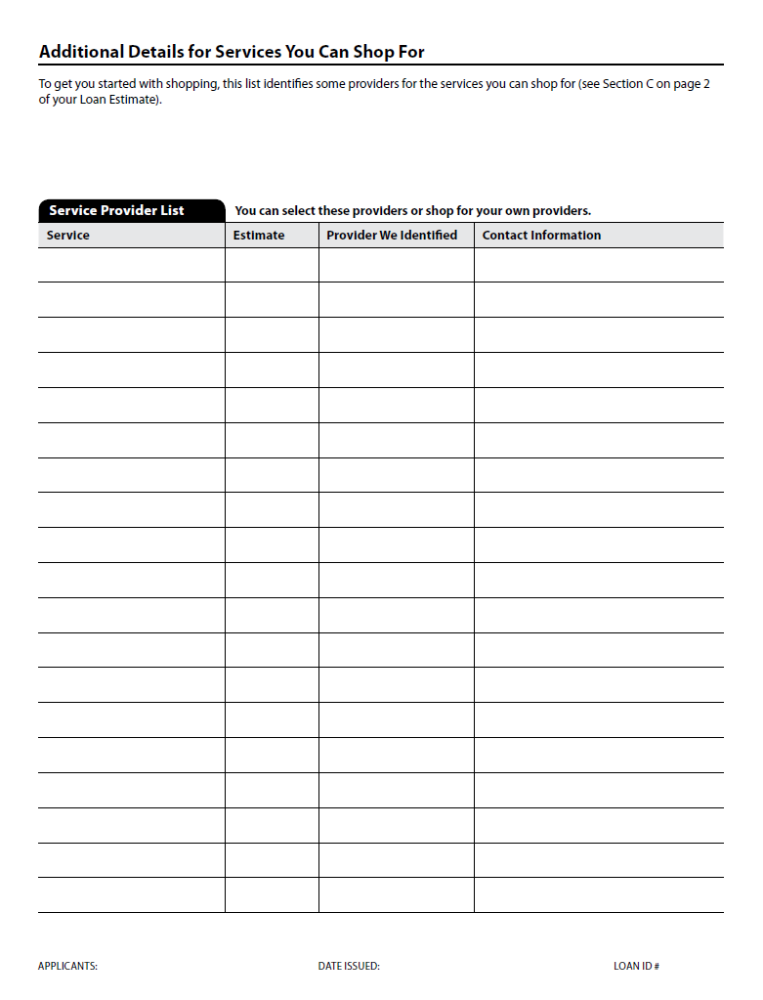 Additional Details for Services You Can Shop For
To get you started with shopping, this list identifies some providers for the services you can shop for (see Section C on page 2
of your Loan Estimate).
Service Provider List You can select these providers or shop for your own providers.
Service Estimate Provider We Identified Contact Information
APPLICANTS: DATE ISSUED: LOAN ID #